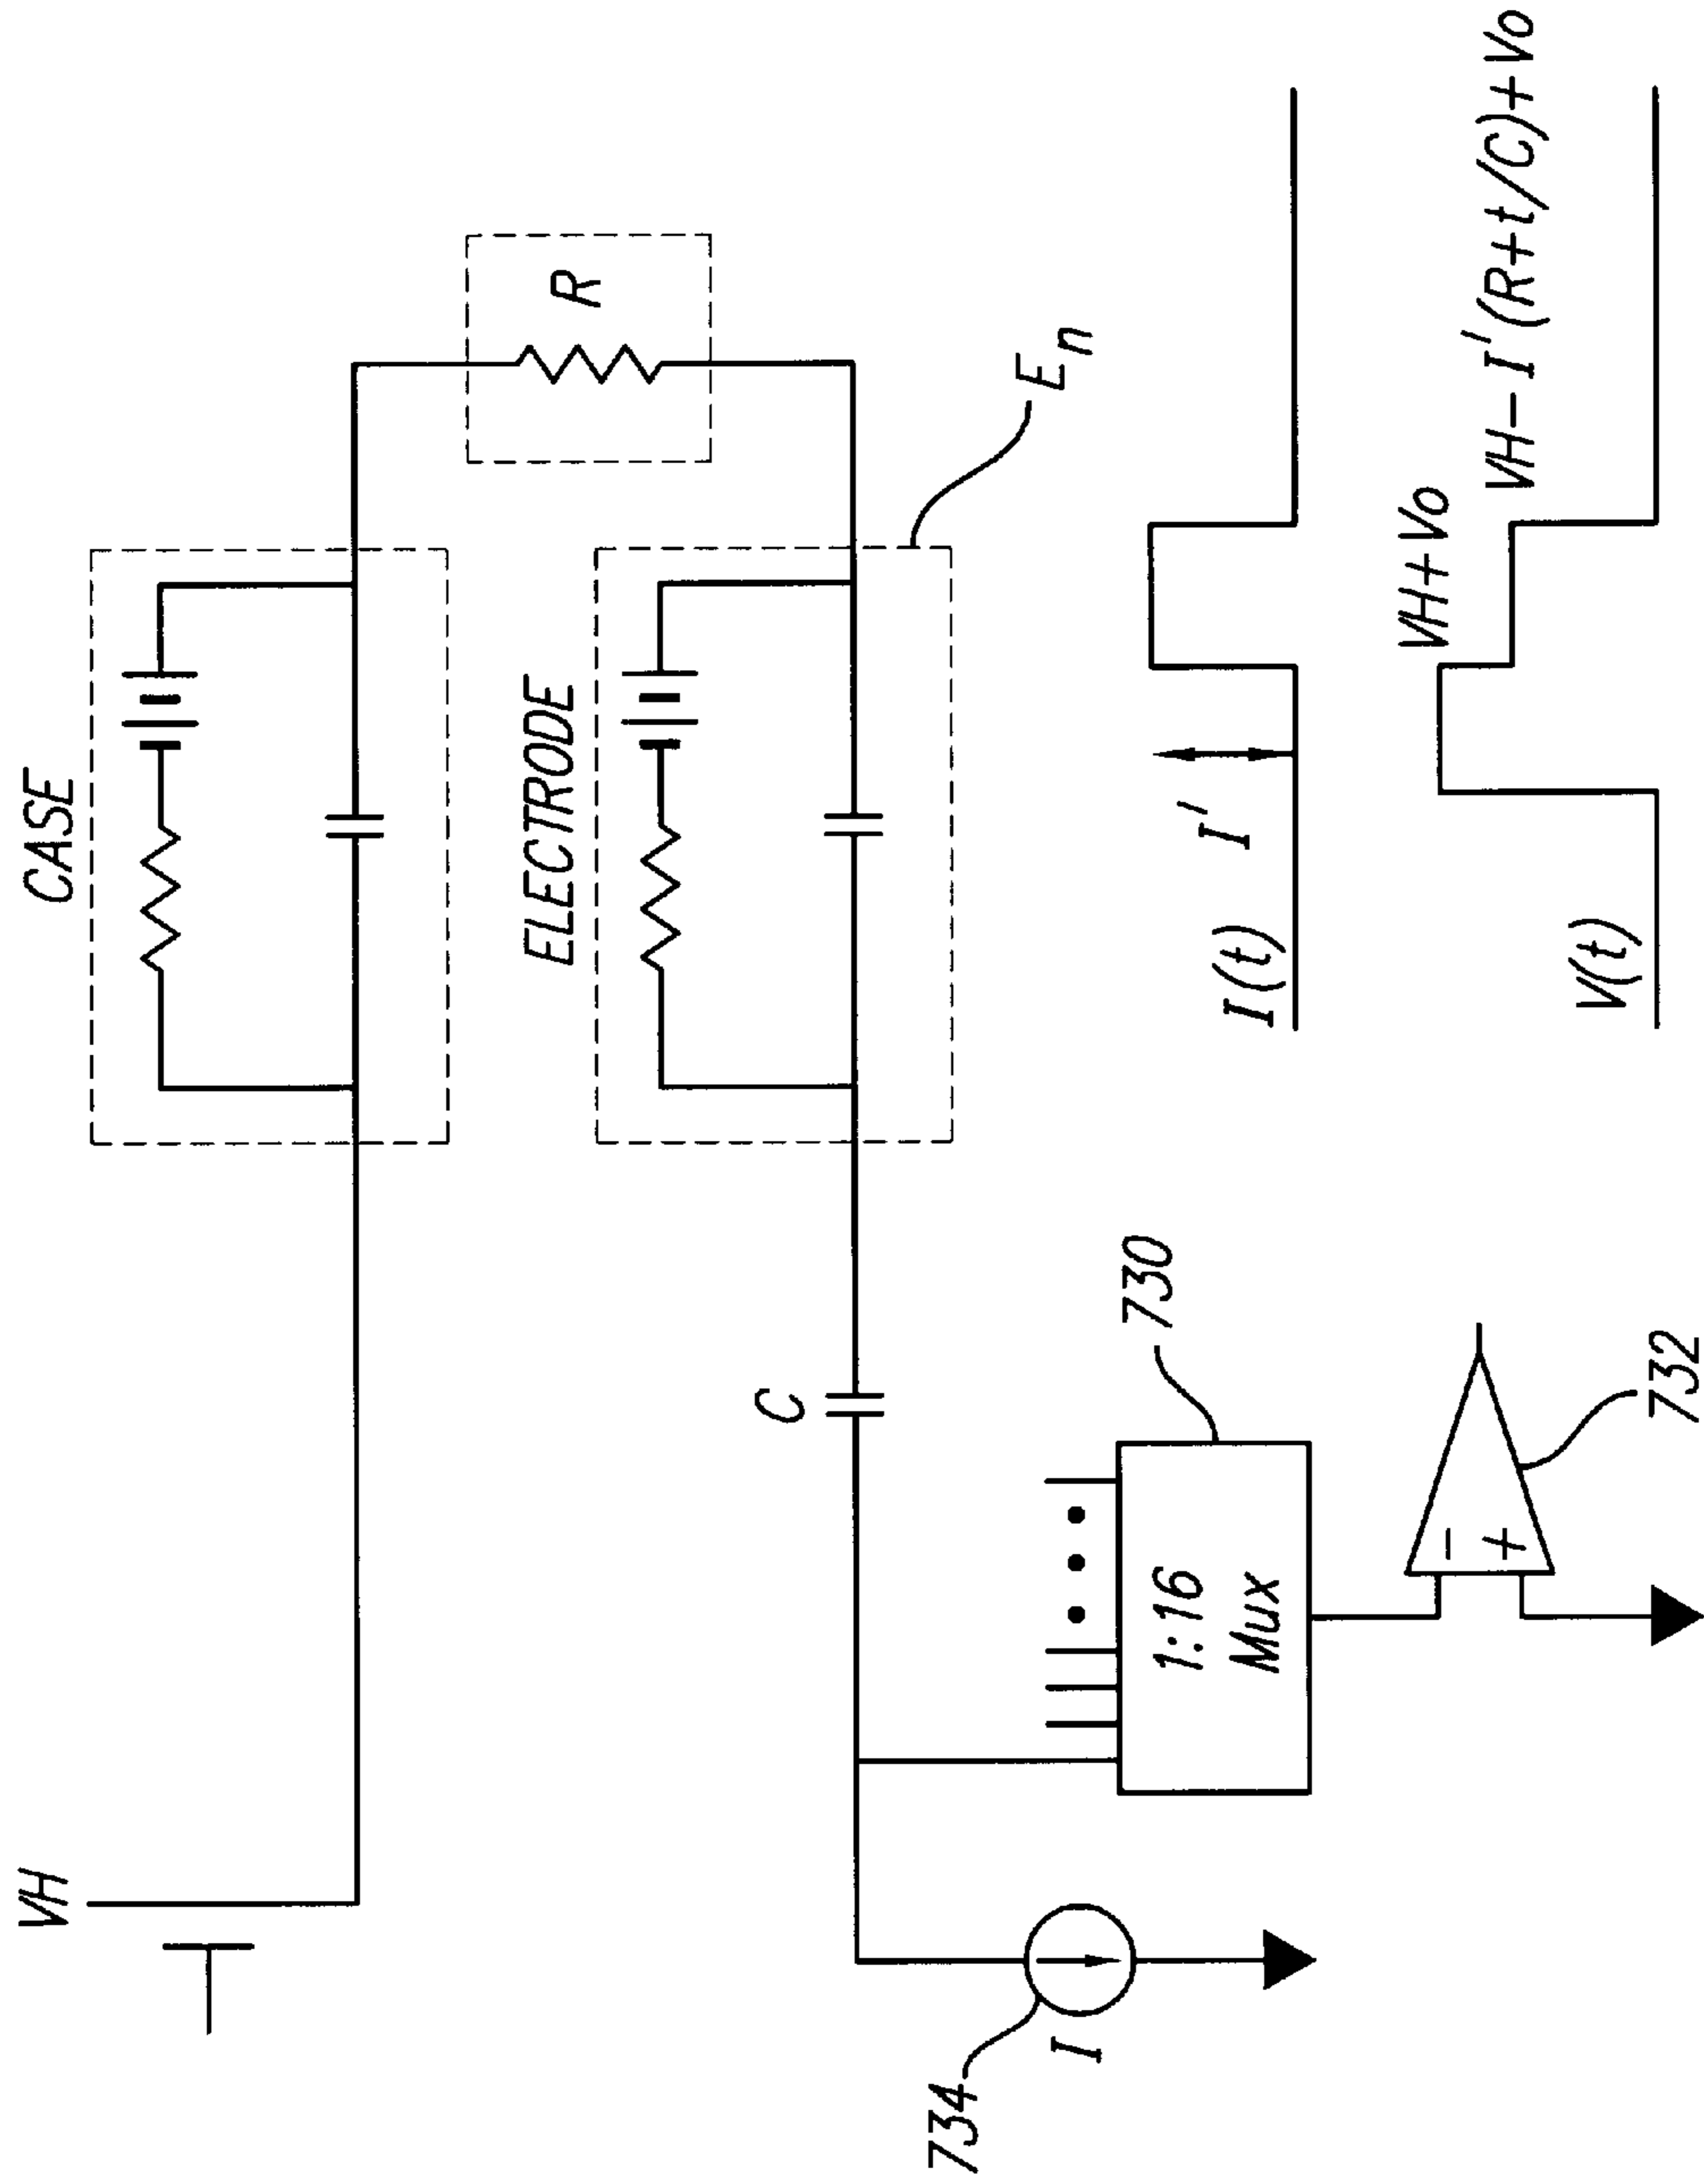 VH
CASE
R
ELECTRODE
E n
C
734
I
1:16
Mux
730
- 
+
732
I(t)
I'
V(t)
VH+Vo
VH-I'(R+t/C)+Vo